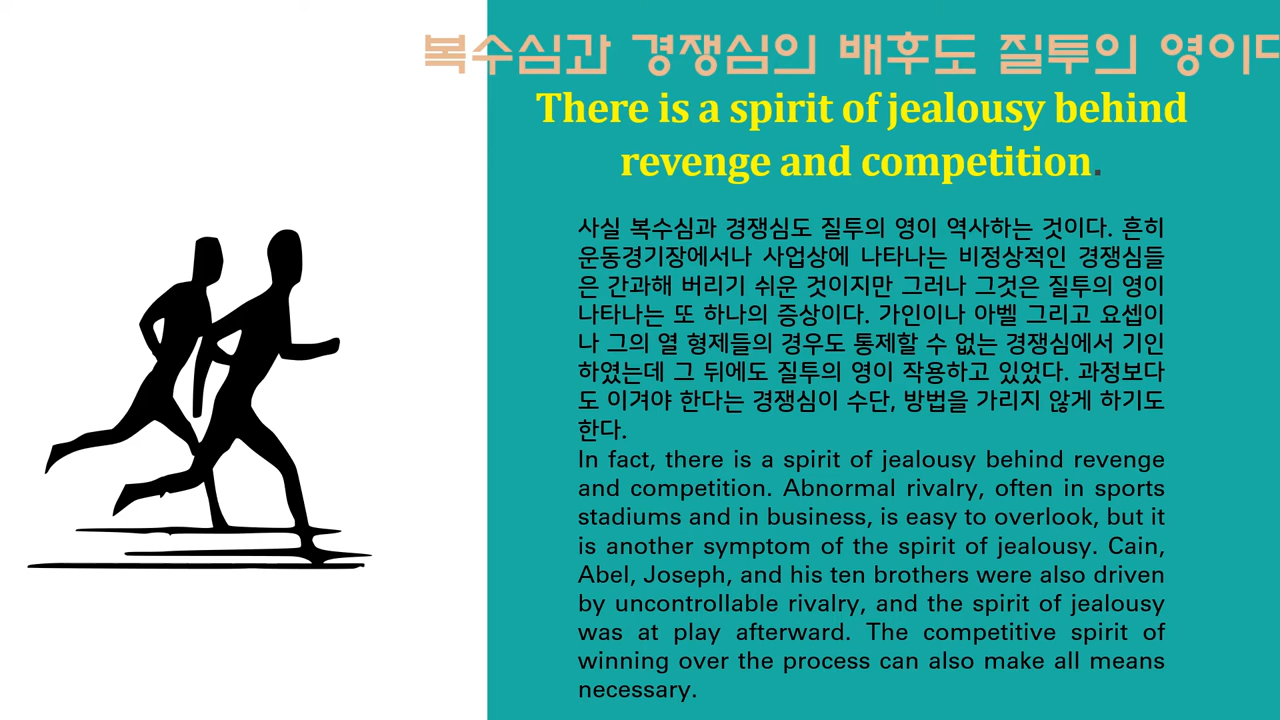 복수심과 경쟁심의 배후도 질투의 영이다
There is a spirit of jealousy behind
revenge and competition.
사실 복수심과 경쟁심도 질투의 영이 역사하는 것이다. 흔히
운동경기장에서나 사업상에 나타나는 비정상적인 경쟁심들
은 간과해 버리기 쉬운 것이지만 그러나 그것은 질투의 영이
나타나는 또 하나의 증상이다. 가인이나 아벨 그리고 요셉이
나 그의 열 형제들의 경우도 통제할 수 없는 경쟁심에서 기인
하였는데 그 뒤에도 질투의 영이 작용하고 있었다. 과정보다
도 이겨야 한다는 경쟁심이 수단, 방법을 가리지 않게 하기도
한다.
In fact, there is a spirit of jealousy behind revenge
and competition. Abnormal rivalry, often in sports
stadiums and in business, is easy to overlook, but it
is another symptom of the spirit of jealousy. Cain,
Abel, Joseph, and his ten brothers were also driven
by uncontrollable rivalry, and the spirit of jealousy
was at play afterward. The competitive spirit of
winning over the process can also make all means
necessary.